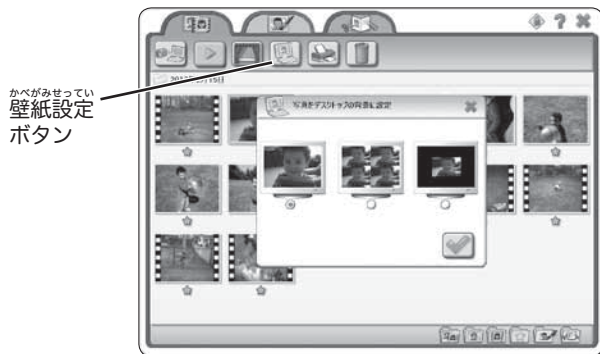 かべがみせってい
壁紙設定
ボタン
写真をデスクトップの背景に設定